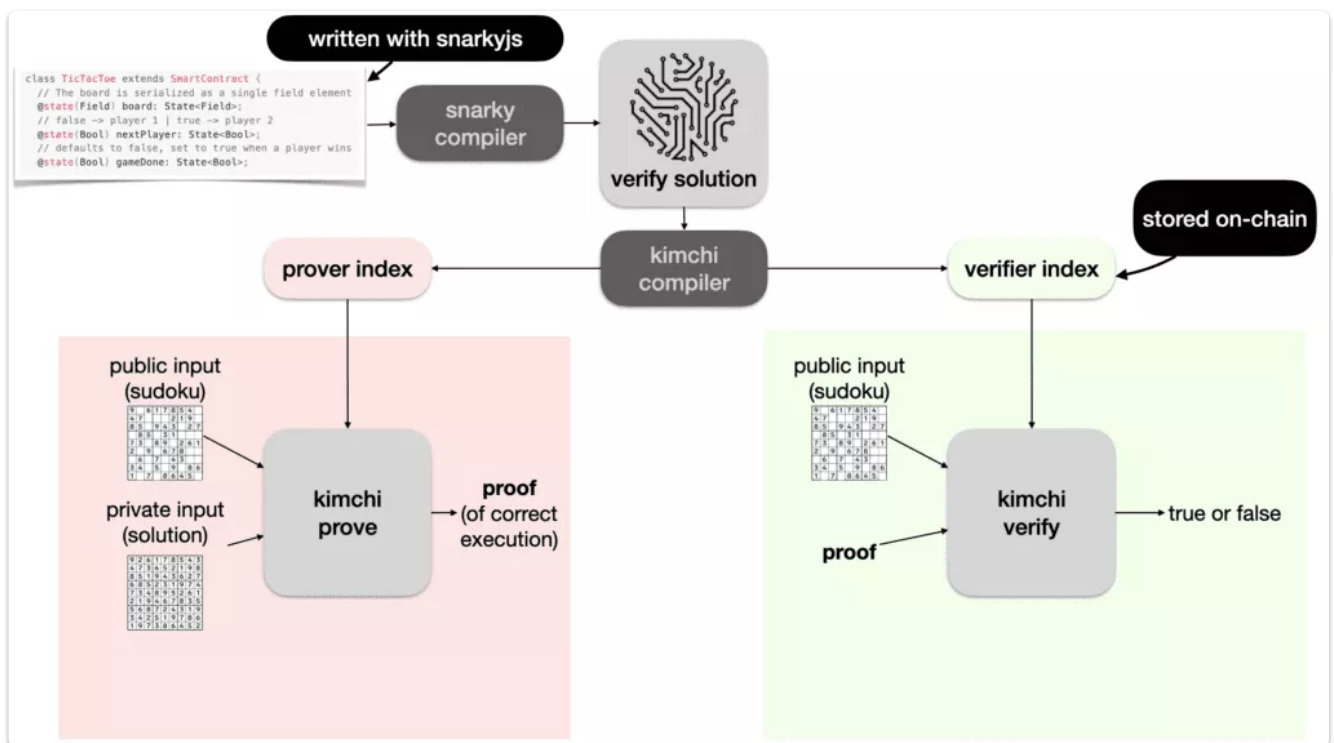 written with snarkyjs
class TicTacToe extends SmartContract {
// The board is serialized as a single field element
@state(Field) board: State<Field>;
// false -> player 1 | true -> player 2
@state(Bool) nextPlayer: State<Bool>;
// defaults to false, set to true when a player wins
@state(Bool) gameDone: State<Bool>;
snarky
compiler
verify solution
stored on-chain
prover index
kimchi
compiler
verifier index
public input
(sudoku)
private input
(solution)
kimchi
prove
proof
(of correct
execution)
public input
(sudoku)
proof
kimchi
verify
true or false